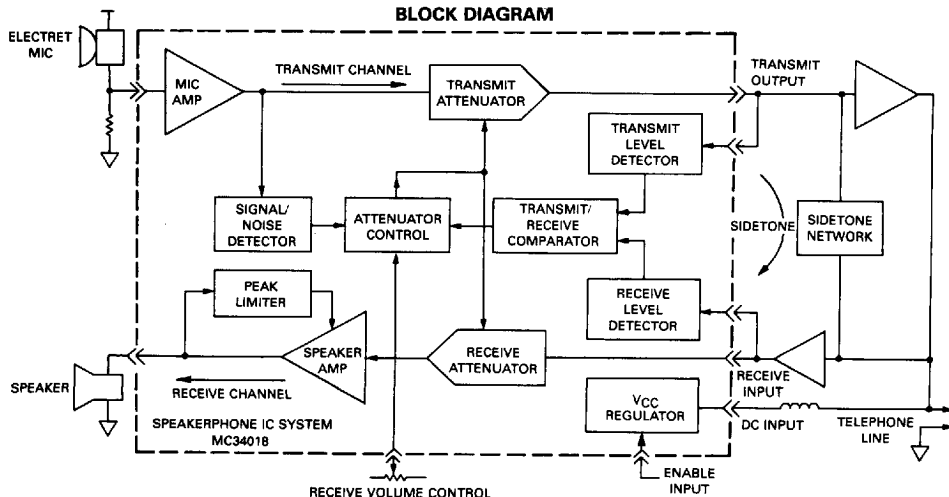 BLOCK DIAGRAM
ELECTRET
MIC
MIC
AMP
TRANSMIT CHANNEL
TRANSMIT
ATTENUATOR
TRANSMIT
OUTPUT
TRANSMIT
LEVEL
DETECTOR
SIGNAL/
NOISE
DETECTOR
ATTENUATOR
CONTROL
TRANSMIT/
RECEIVE
COMPARATOR
SIDETONE
SIDETONE
NETWORK
PEAK
LIMITER
RECEIVE
LEVEL
DETECTOR
SPEAKER
AMP
RECEIVE
ATTENUATOR
RECEIVE
INPUT
SPEAKER
RECEIVE CHANNEL
VCC
REGULATOR
DC INPUT
TELEPHONE
LINE
SPEAKERPHONE IC SYSTEM
MC34018
ENABLE
INPUT
RECEIVE VOLUME CONTROL